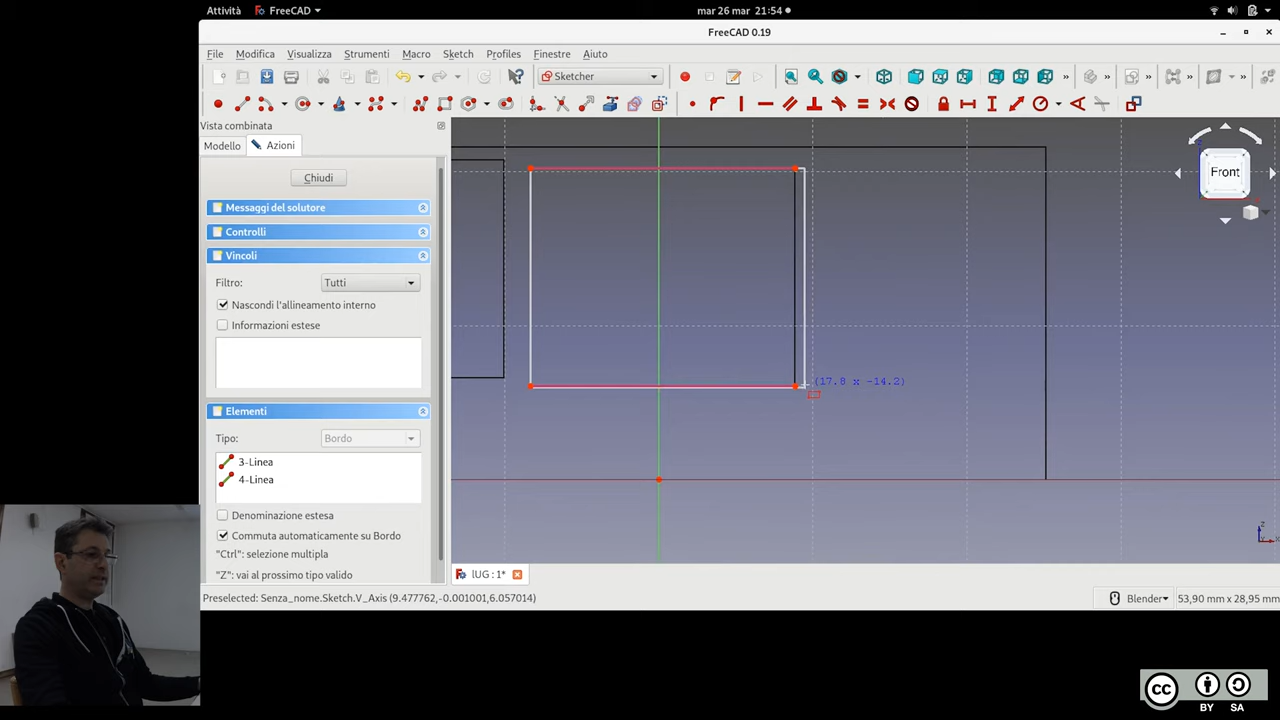 Attività
FreeCAD
mar 26 mar 21:54
FreeCAD 0.19
File Modifica Visualizza Strumenti Macro Sketch Profiles Finestre Aiuto
Sketcher
Vista combinata
Modello Azioni
Chiudi
Messaggi del solutore
Controlli
Vincoli
Filtro: Tutti
Nascondi l'allineamento interno
Informazioni estese
Elementi
Tipo: Bordo
3-Linea
4-Linea
Denominazione estesa
Commuta automaticamente su Bordo
"Ctrl": selezione multipla
"Z": vai al prossimo tipo valido
(17.8 x -14.2)
Front
lUG : 1*
Preselected: Senza_nome.Sketch.V_Axis (9.477762,-0.001001,6.057014)
Blender
53,90 mm x 28,95 mm
CC BY SA